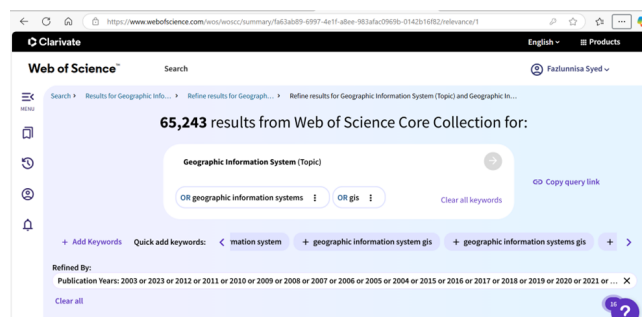 https://www.webofscience.com/wos/woscc/summary/fa63ab89-6997-4e1f-a8ee-983afac0969b-0142b16f82/relevance/1
Clarivate
English
Products
Web of Science™
Search
Fazlunnisa Syed
MENU
Search > Results for Geographic Info... > Refine results for Geograph... > Refine results for Geographic Information System (Topic) and Geographic In...
65,243 results from Web of Science Core Collection for:
Geographic Information System (Topic)
OR geographic information systems
OR gis
Clear all keywords
Copy query link
+ Add Keywords
Quick add keywords:
mation system
+ geographic information system gis
+ geographic information systems gis
+
Refined By:
Publication Years: 2003 or 2023 or 2012 or 2011 or 2010 or 2009 or 2008 or 2007 or 2006 or 2005 or 2004 or 2015 or 2016 or 2017 or 2018 or 2019 or 2020 or 2021 or ...
Clear all
16
?